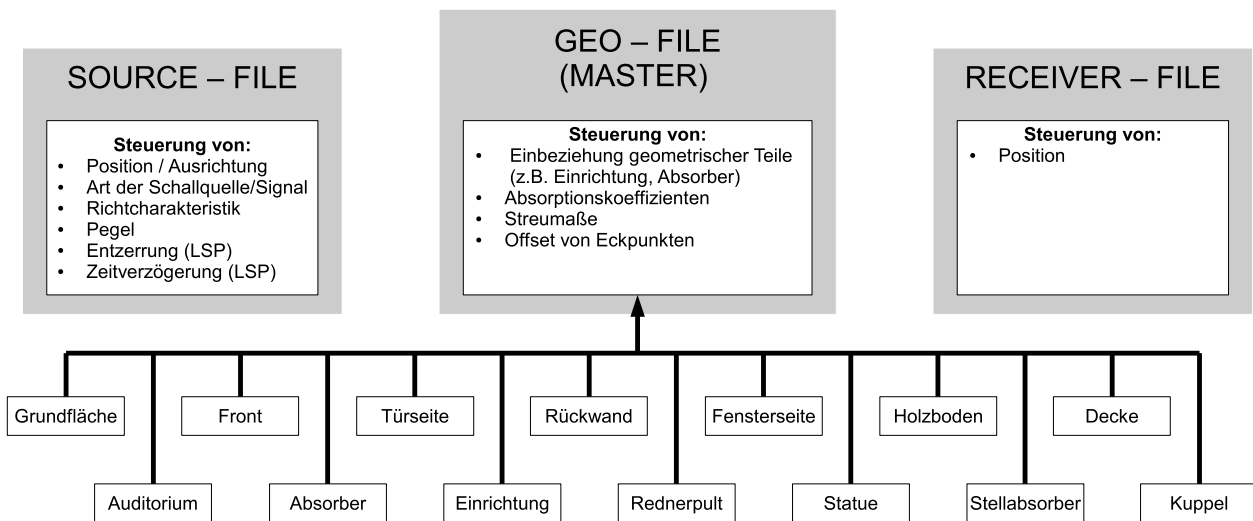 SOURCE – FILE
Steuerung von:
• Position / Ausrichtung
• Art der Schallquelle/Signal
• Richtcharakteristik
• Pegel
• Entzerrung (LSP)
• Zeitverzögerung (LSP)
GEO – FILE
(MASTER)
Steuerung von:
• Einbeziehung geometrischer Teile
(z.B. Einrichtung, Absorber)
• Absorptionskoeffizienten
• Streumaße
• Offset von Eckpunkten
RECEIVER – FILE
Steuerung von:
• Position
Grundfläche
Front
Türseite
Rückwand
Fensterseite
Holzboden
Decke
Auditorium
Absorber
Einrichtung
Rednerpult
Statue
Stellabsorber
Kuppel